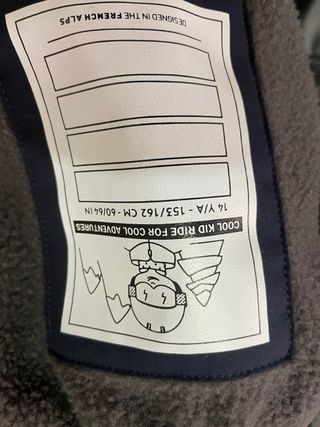 COOL KID RIDE FOR COOL ADVENTURES
14 Y/A - 153/162 CM - 60/64 IN
DESIGNED IN THE FRENCH ALPS